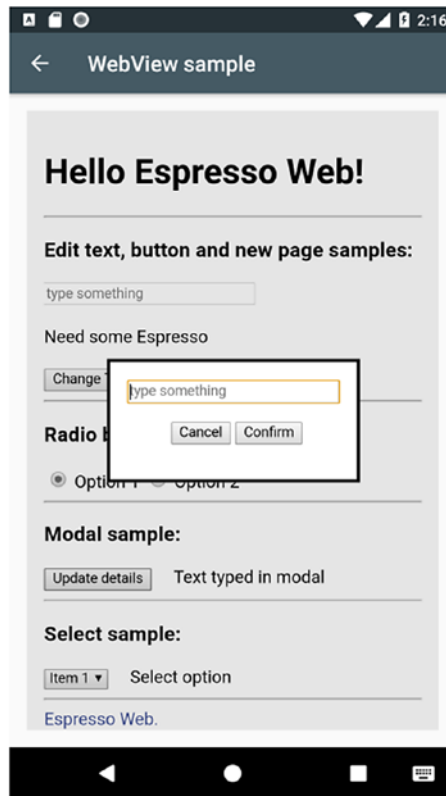 2:16
WebView sample
Hello Espresso Web!
Edit text, button and new page samples:
type something
Need some Espresso
Change
type something
Cancel Confirm
Radio
Option 1 Option 2
Modal sample:
Update details Text typed in modal
Select sample:
Item 1 Select option
Espresso Web.